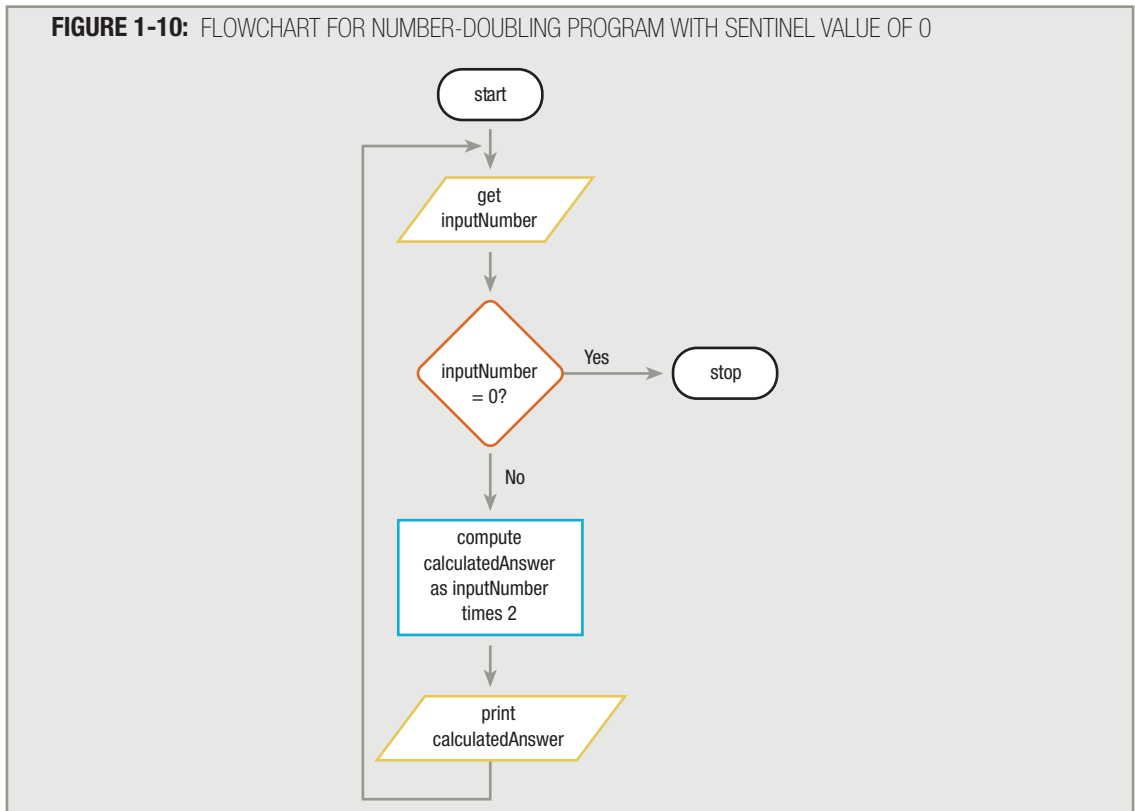 FIGURE 1-10: FLOWCHART FOR NUMBER-DOUBLING PROGRAM WITH SENTINEL VALUE OF 0
start
get
inputNumber
inputNumber
= 0?
Yes
stop
No
compute
calculatedAnswer
as inputNumber
times 2
print
calculatedAnswer